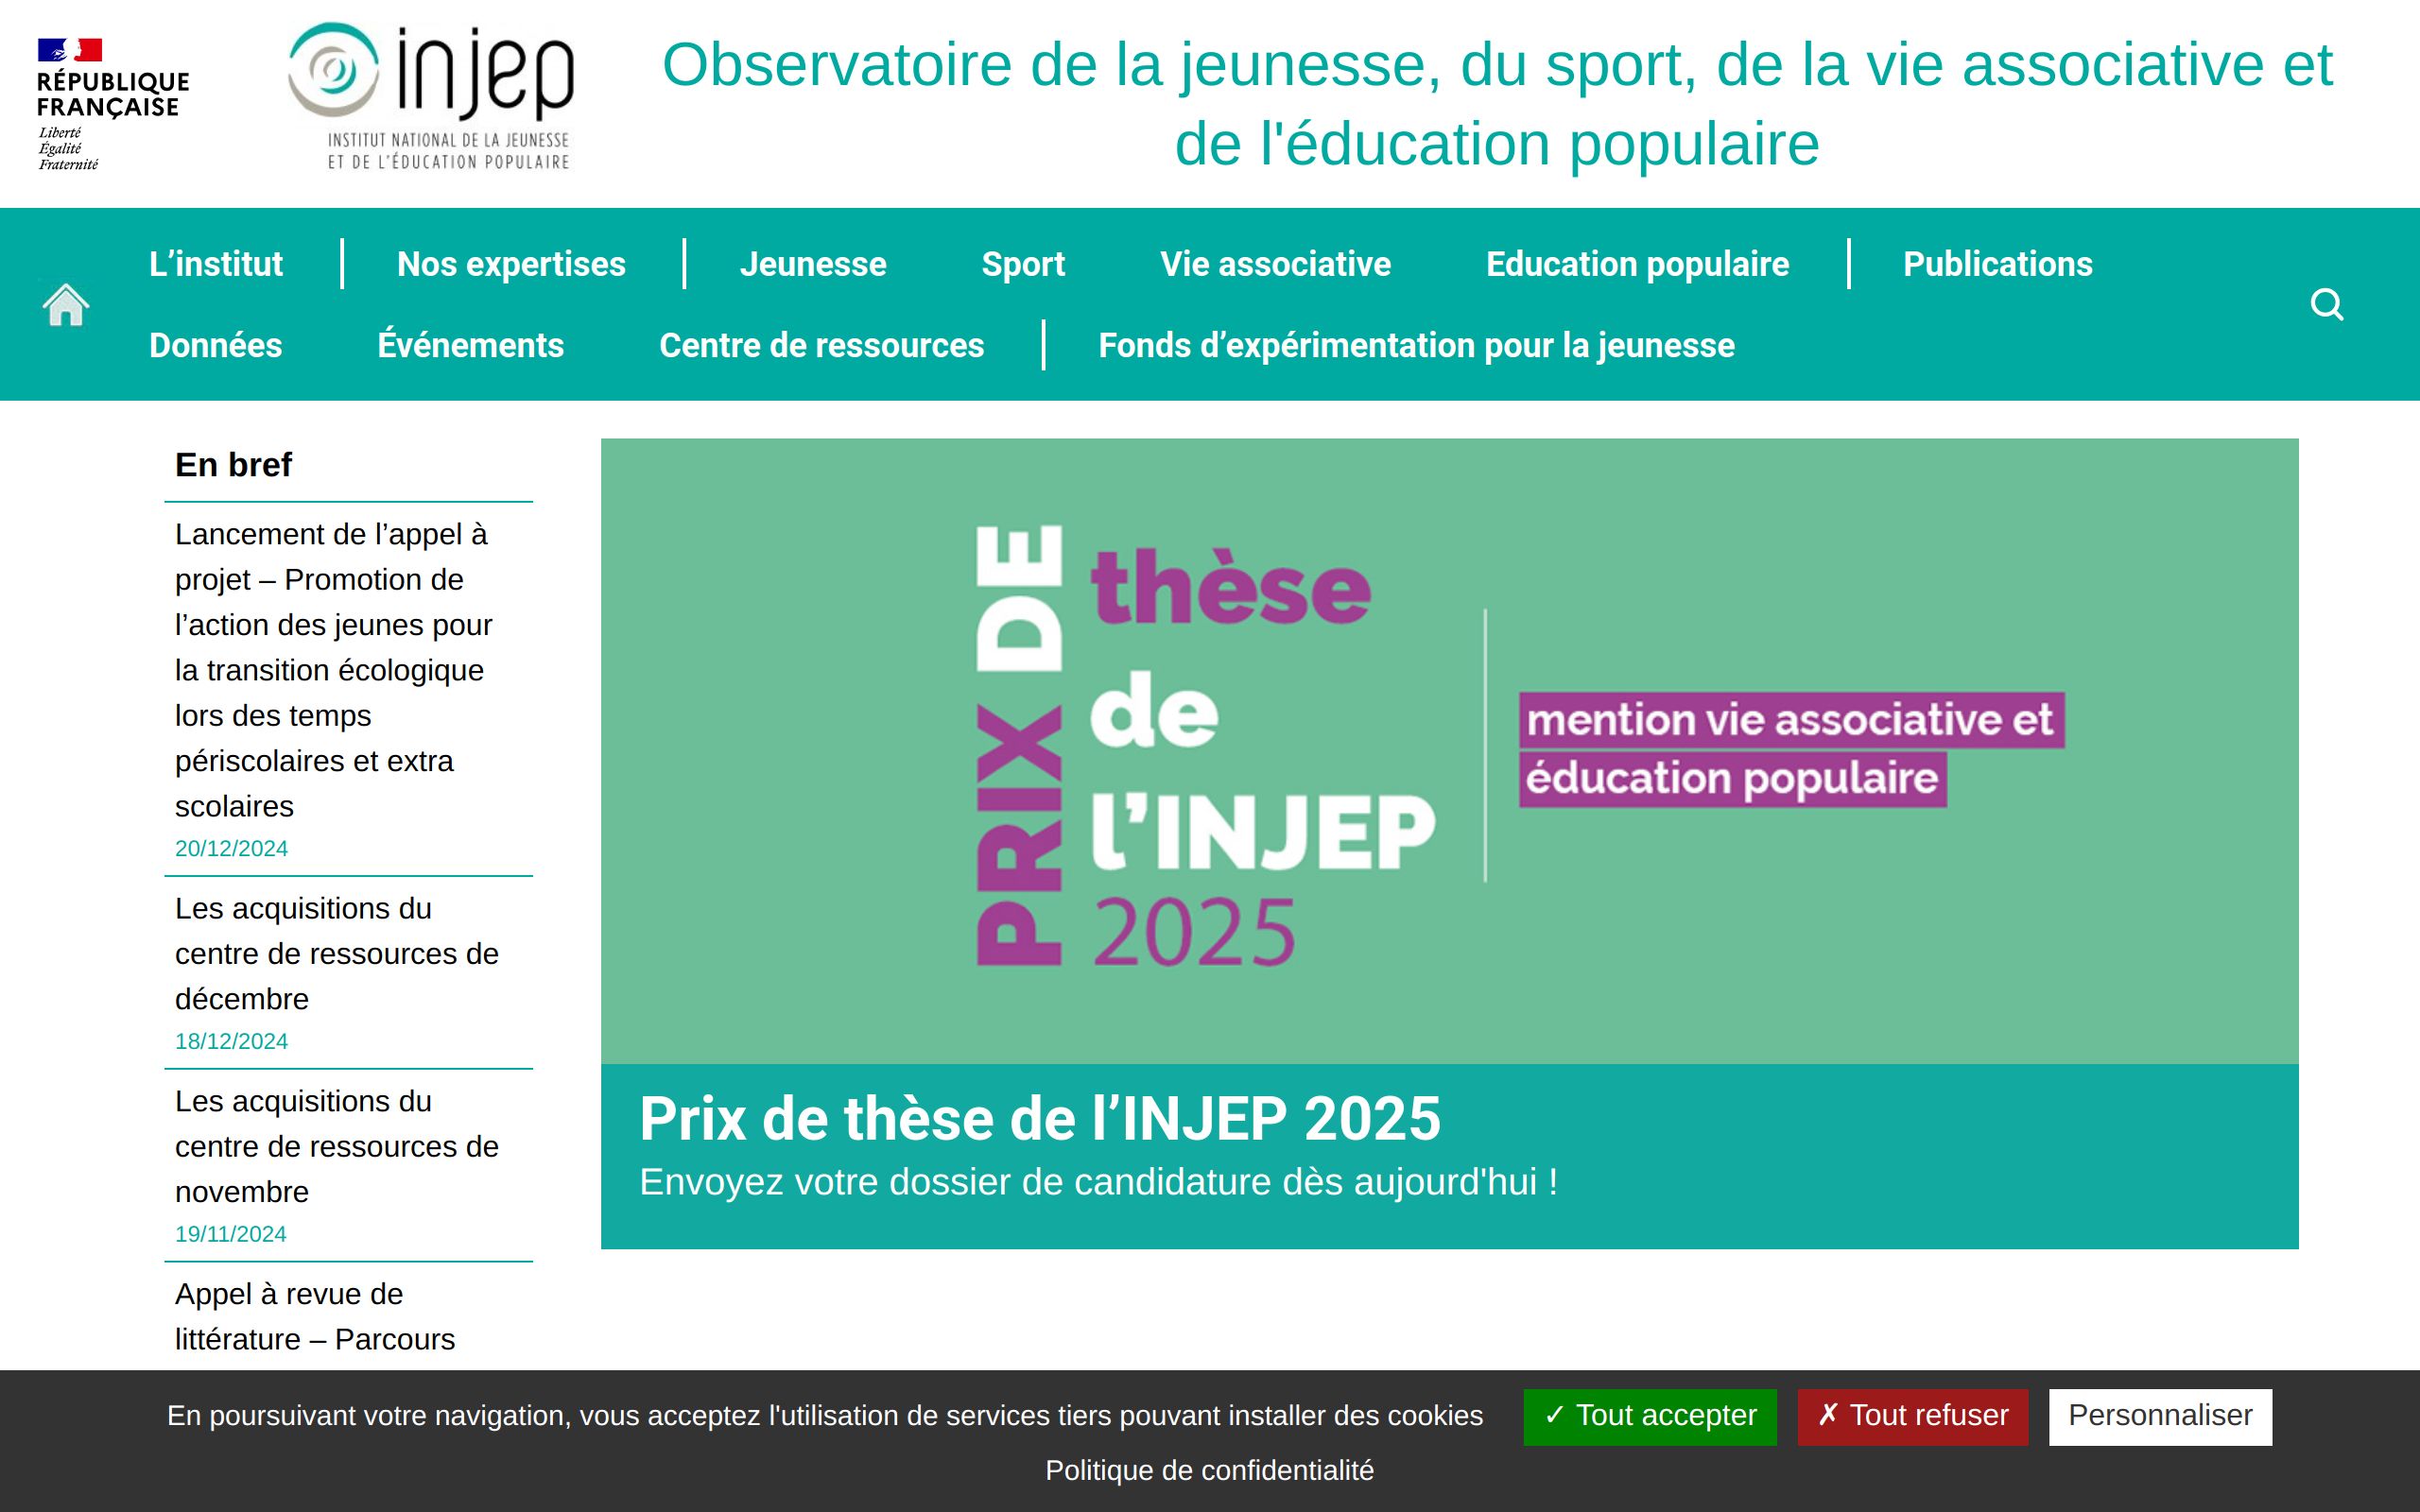 RÉPUBLIQUE
FRANÇAISE
Liberté
Égalité
Fraternité
injep
INSTITUT NATIONAL DE LA JEUNESSE
ET DE L'ÉDUCATION POPULAIRE
Observatoire de la jeunesse, du sport, de la vie associative et
de l'éducation populaire
L’institut
Nos expertises
Jeunesse
Sport
Vie associative
Education populaire
Publications
Données
Événements
Centre de ressources
Fonds d’expérimentation pour la jeunesse
En bref
Lancement de l’appel à
projet – Promotion de
l’action des jeunes pour
la transition écologique
lors des temps
périscolaires et extra
scolaires
20/12/2024
Les acquisitions du
centre de ressources de
décembre
18/12/2024
Les acquisitions du
centre de ressources de
novembre
19/11/2024
Appel à revue de
littérature – Parcours
PRIX DE
thèse
de
l’INJEP
2025
mention vie associative et
éducation populaire
Prix de thèse de l’INJEP 2025
Envoyez votre dossier de candidature dès aujourd'hui !
En poursuivant votre navigation, vous acceptez l'utilisation de services tiers pouvant installer des cookies
✓ Tout accepter
✗ Tout refuser
Personnaliser
Politique de confidentialité